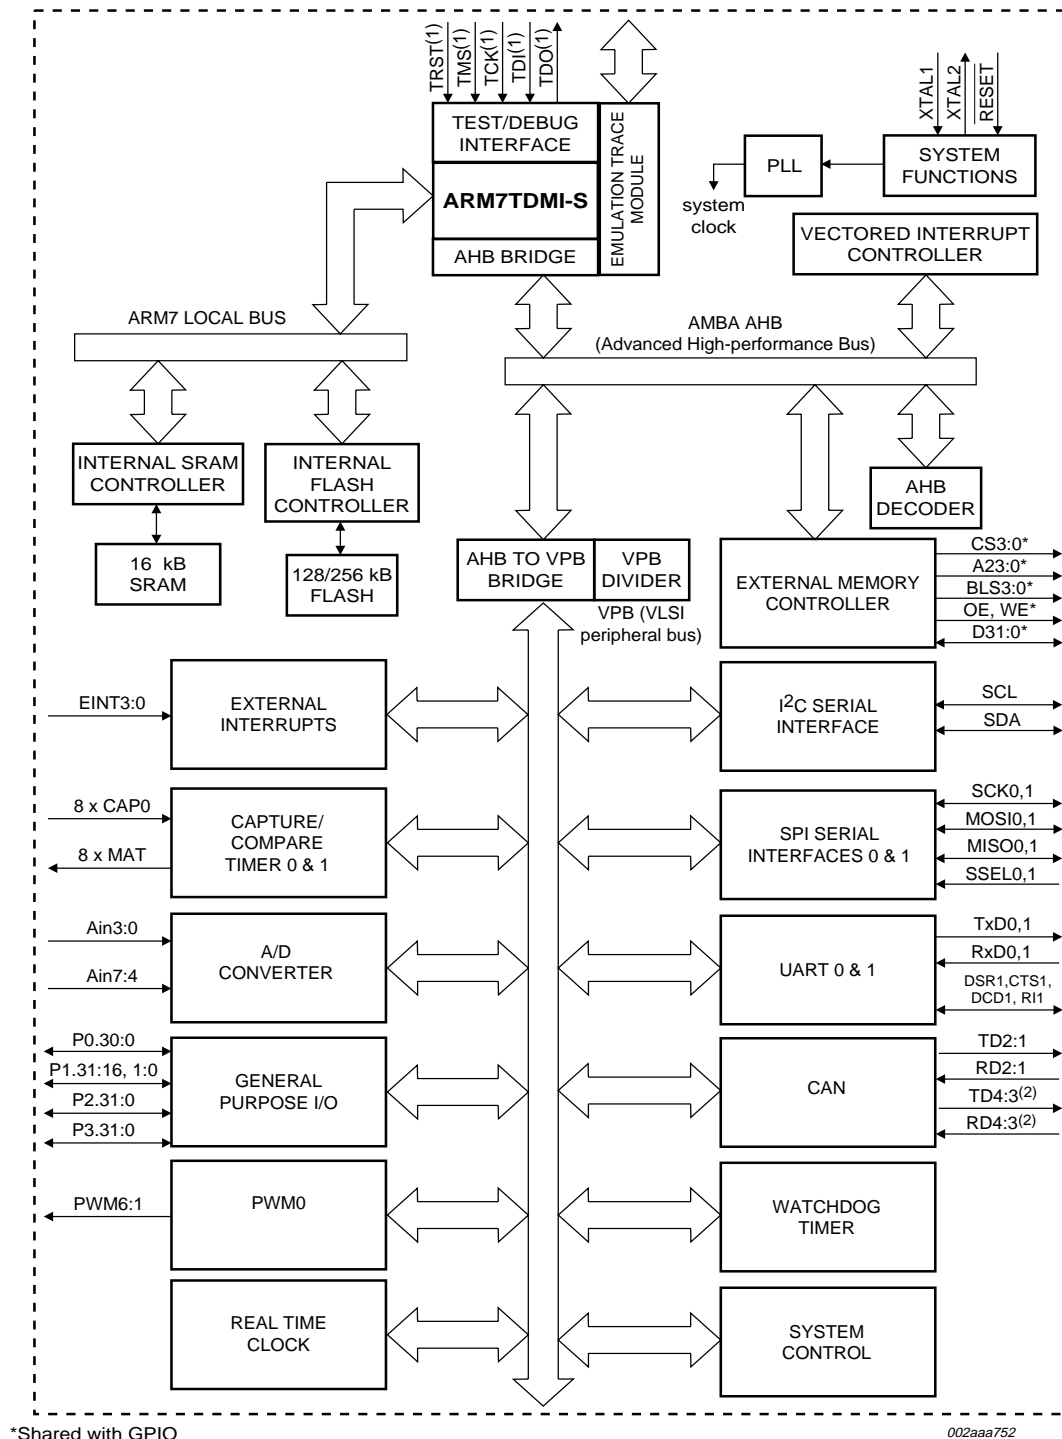 TRST(1)
TMS(1)
TCK(1)
TDI(1)
TDO(1)
XTAL1
XTAL2
RESET
TEST/DEBUG
INTERFACE
ARM7TDMI-S
AHB BRIDGE
EMULATION TRACE
MODULE
PLL
SYSTEM
FUNCTIONS
system
clock
VECTORED INTERRUPT
CONTROLLER
ARM7 LOCAL BUS
AMBA AHB
(Advanced High-performance Bus)
INTERNAL SRAM
CONTROLLER
INTERNAL
FLASH
CONTROLLER
16 kB
SRAM
128/256 kB
FLASH
AHB
DECODER
AHB TO VPB
BRIDGE
VPB
DIVIDER
VPB (VLSI
peripheral bus)
EXTERNAL MEMORY
CONTROLLER
CS3:0*
A23:0*
BLS3:0*
OE, WE*
D31:0*
EINT3:0
EXTERNAL
INTERRUPTS
I2C SERIAL
INTERFACE
SCL
SDA
8 x CAP0
8 x MAT
CAPTURE/
COMPARE
TIMER 0 & 1
SPI SERIAL
INTERFACES 0 & 1
SCK0,1
MOSI0,1
MISO0,1
SSEL0,1
Ain3:0
Ain7:4
A/D
CONVERTER
UART 0 & 1
TxD0,1
RxD0,1
DSR1,CTS1,
DCD1, RI1
P0.30:0
P1.31:16, 1:0
P2.31:0
P3.31:0
GENERAL
PURPOSE I/O
CAN
TD2:1
RD2:1
TD4:3(2)
RD4:3(2)
PWM6:1
PWM0
WATCHDOG
TIMER
REAL TIME
CLOCK
SYSTEM
CONTROL
*Shared with GPIO
002aaa752